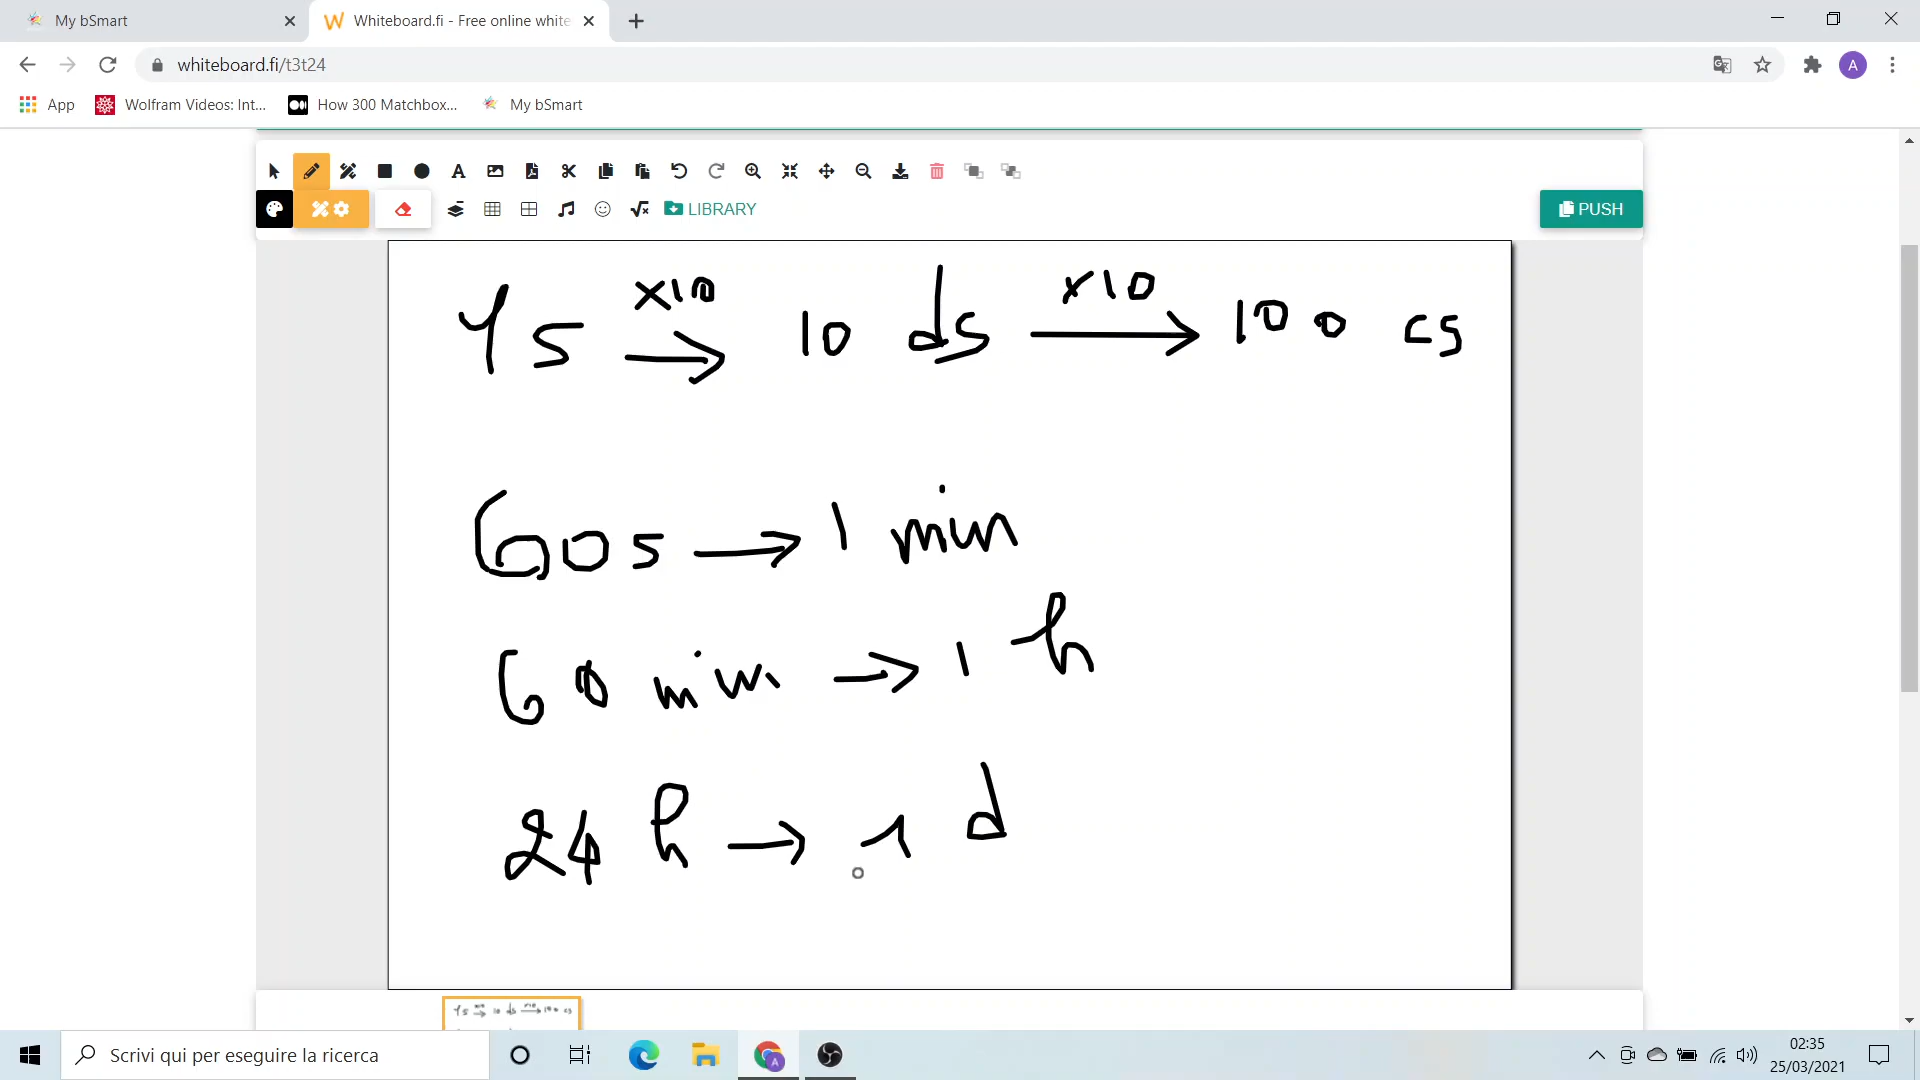 My bSmart
Whiteboard.fi - Free online white
whiteboard.fi/t3t24
A
App
Wolfram Videos: Int...
How 300 Matchbox...
My bSmart
A
LIBRARY
PUSH
1 s ×10 → 10 ds ×10 → 100 cs
60 s → 1 min
60 min → 1 h
24 h → 1 d
Scrivi qui per eseguire la ricerca
02:35
25/03/2021